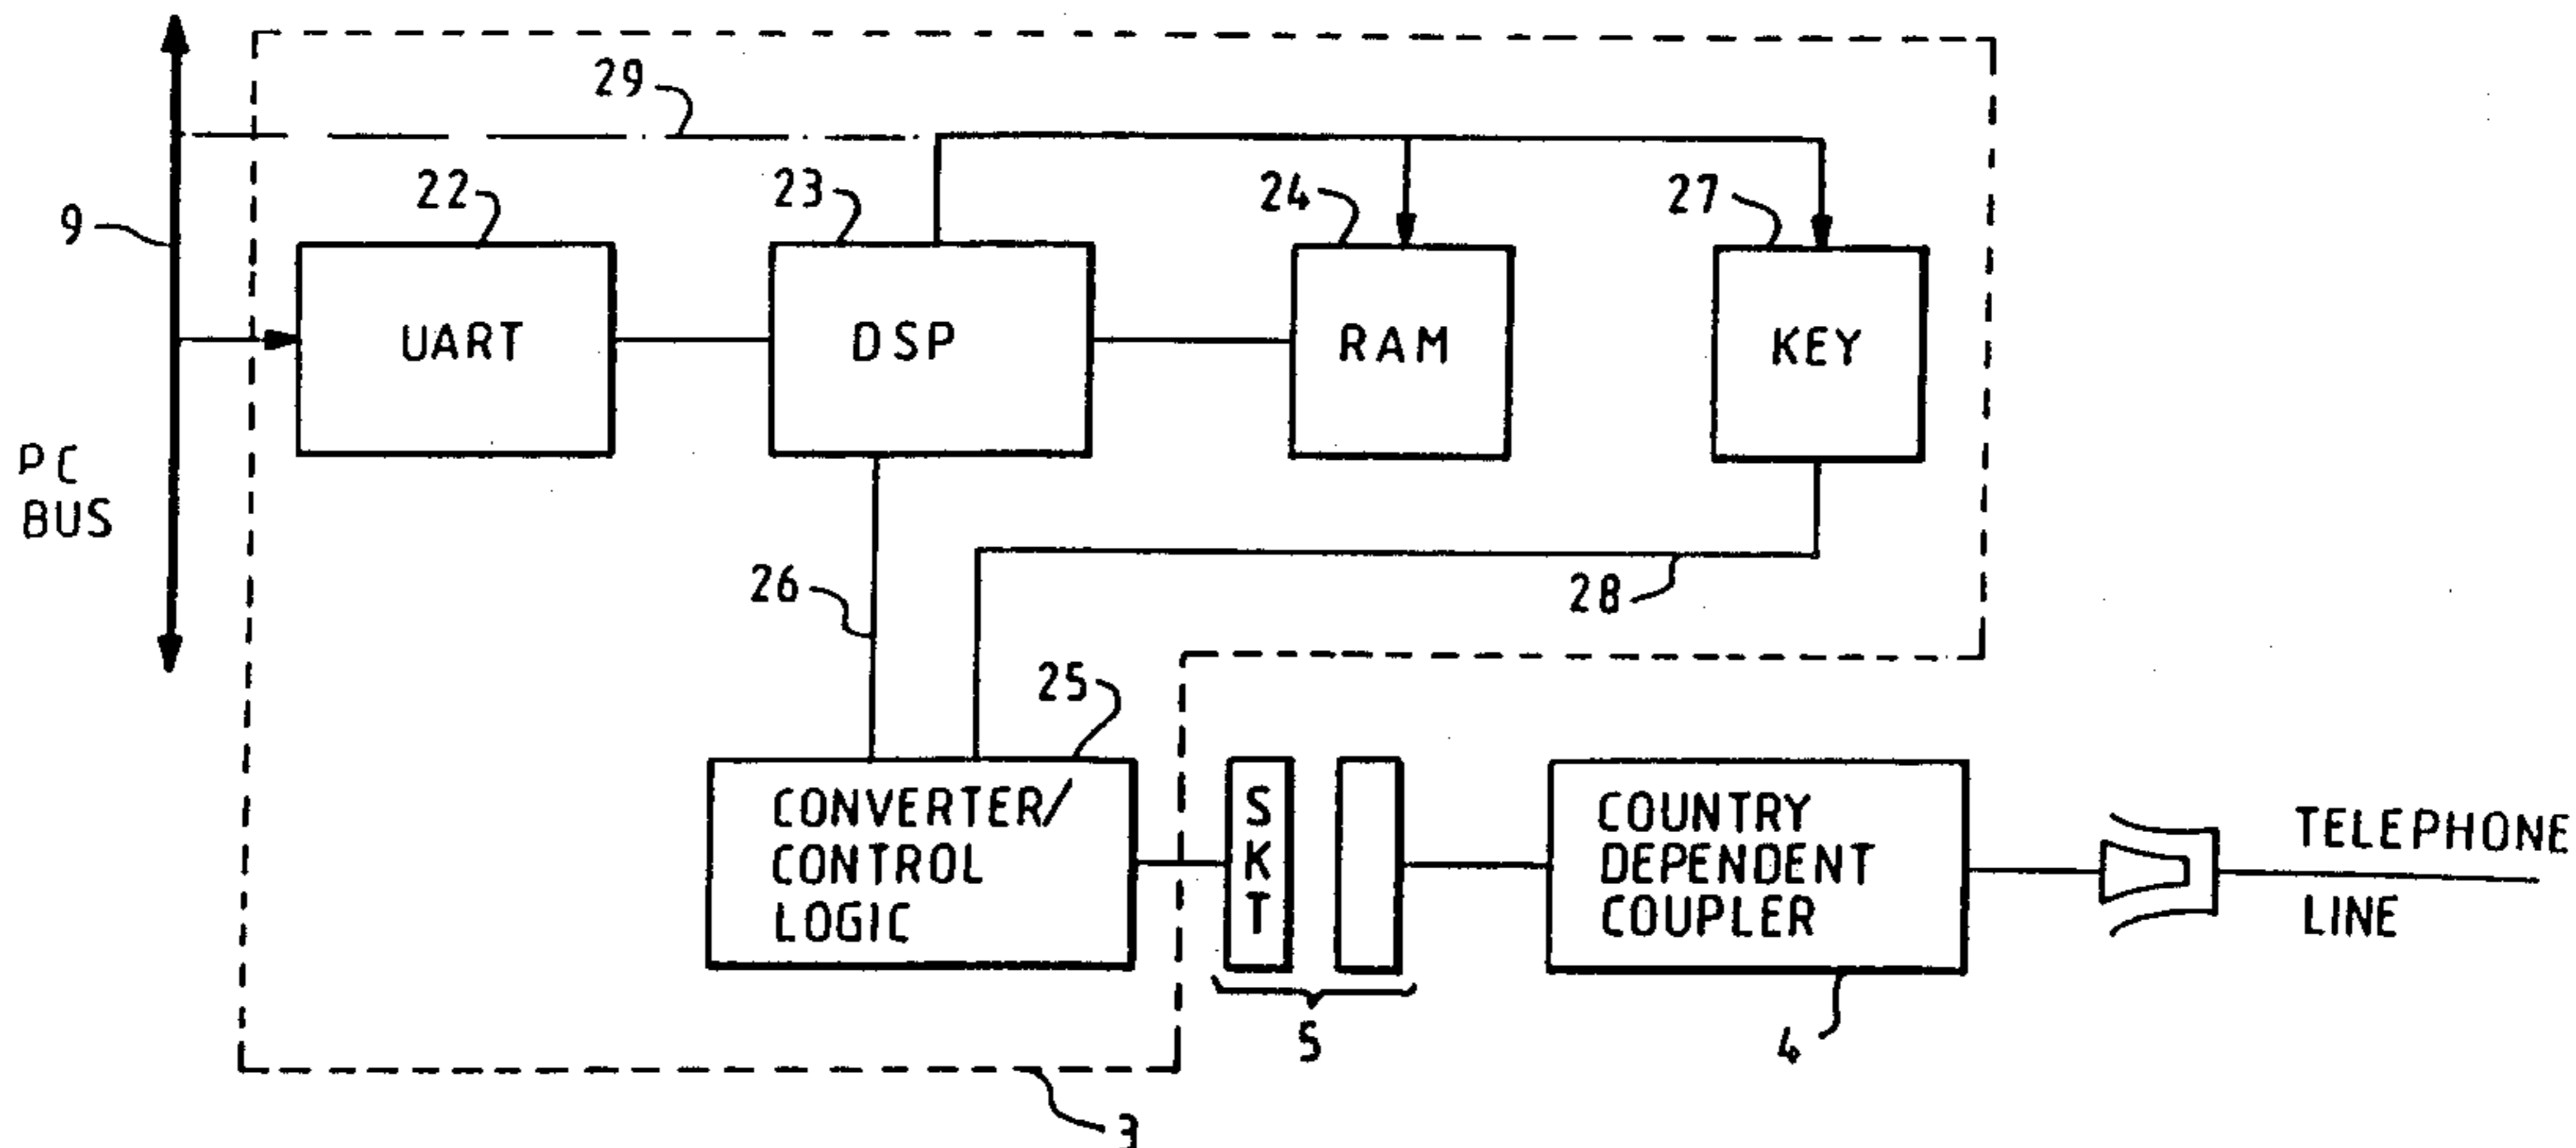 29
22
23
24
27
9
UART
DSP
RAM
KEY
PC
BUS
26
28
25
CONVERTER/
CONTROL
LOGIC
SKT
COUNTRY
DEPENDENT
COUPLER
TELEPHONE
LINE
5
4
3